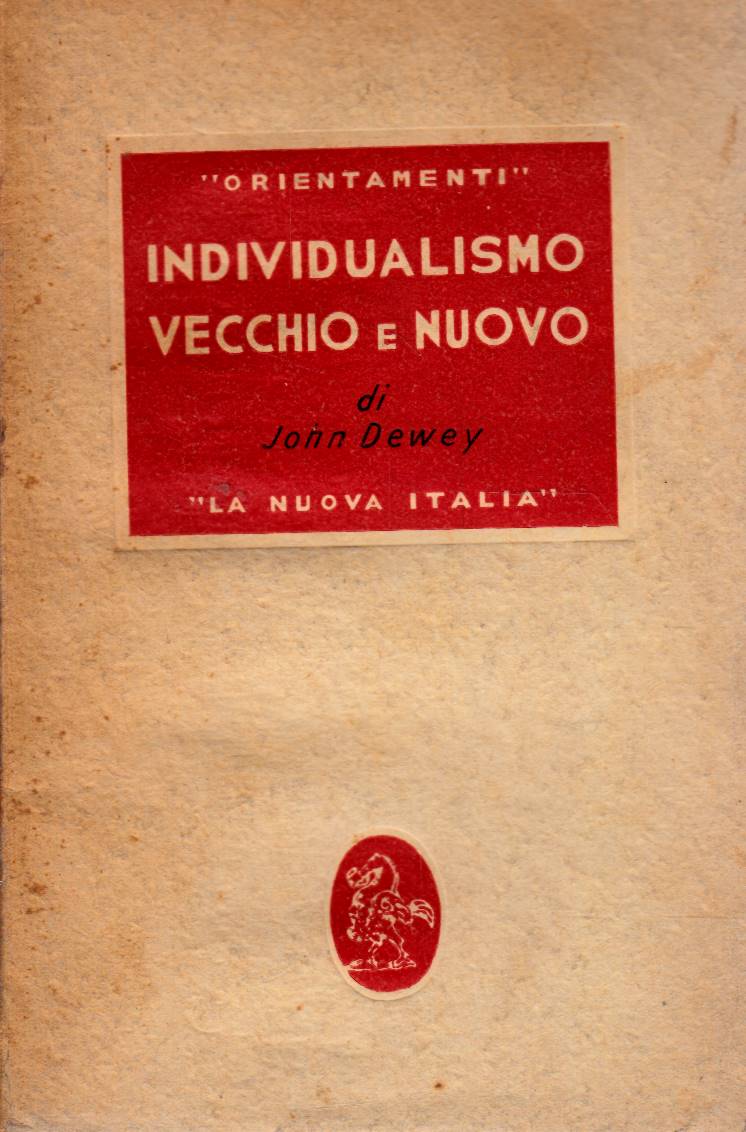 "ORIENTAMENTI"
INDIVIDUALISMO
VECCHIO E NUOVO
di
John Dewey
"LA NUOVA ITALIA"